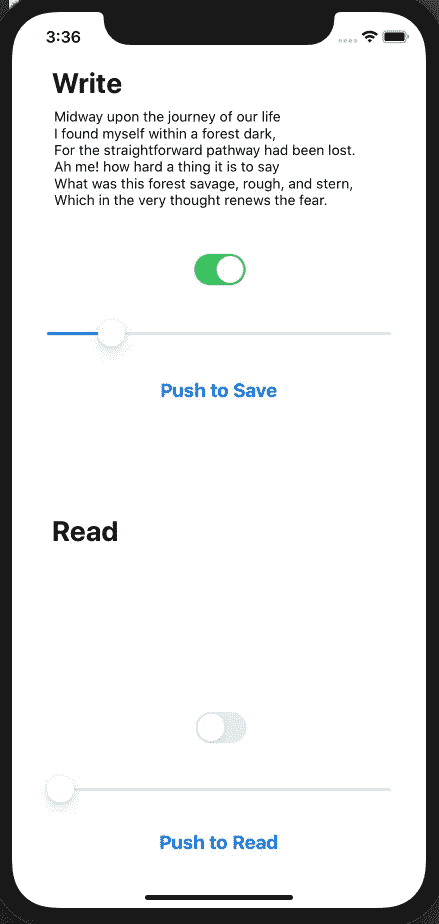 3:36
Write
Midway upon the journey of our life
I found myself within a forest dark,
For the straightforward pathway had been lost.
Ah me! how hard a thing it is to say
What was this forest savage, rough, and stern,
Which in the very thought renews the fear.
Push to Save
Read
Push to Read